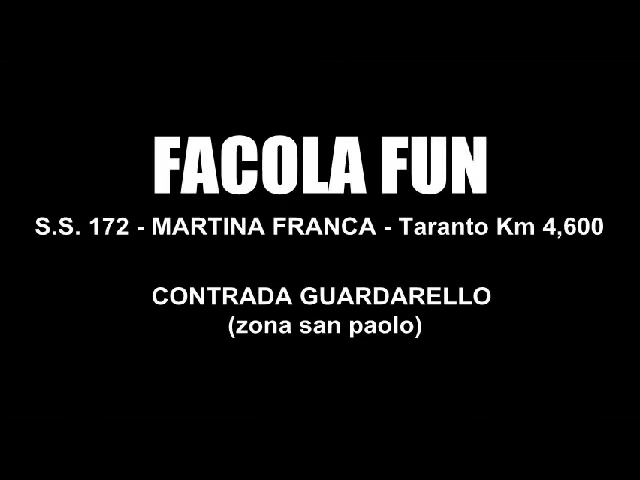 FACOLA FUN
S.S. 172 - MARTINA FRANCA - Taranto Km 4,600
CONTRADA GUARDARELLO
(zona san paolo)